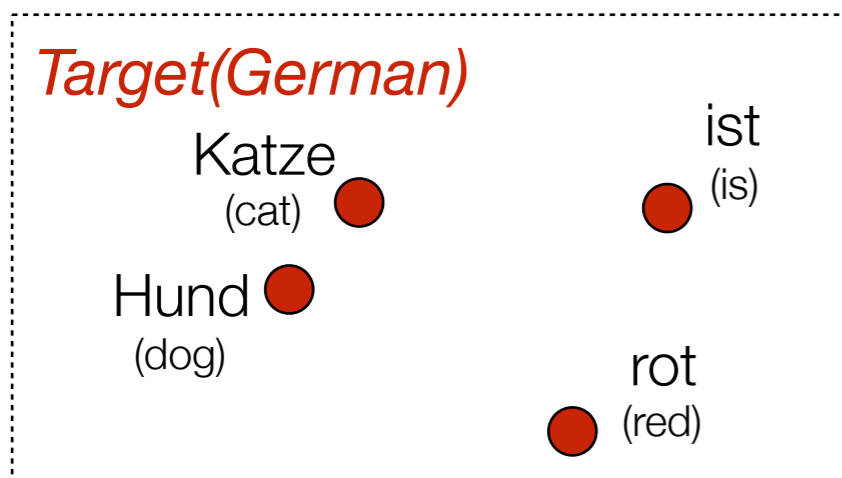 Target(German)
Katze
(cat)
ist
(is)
Hund
(dog)
rot
(red)